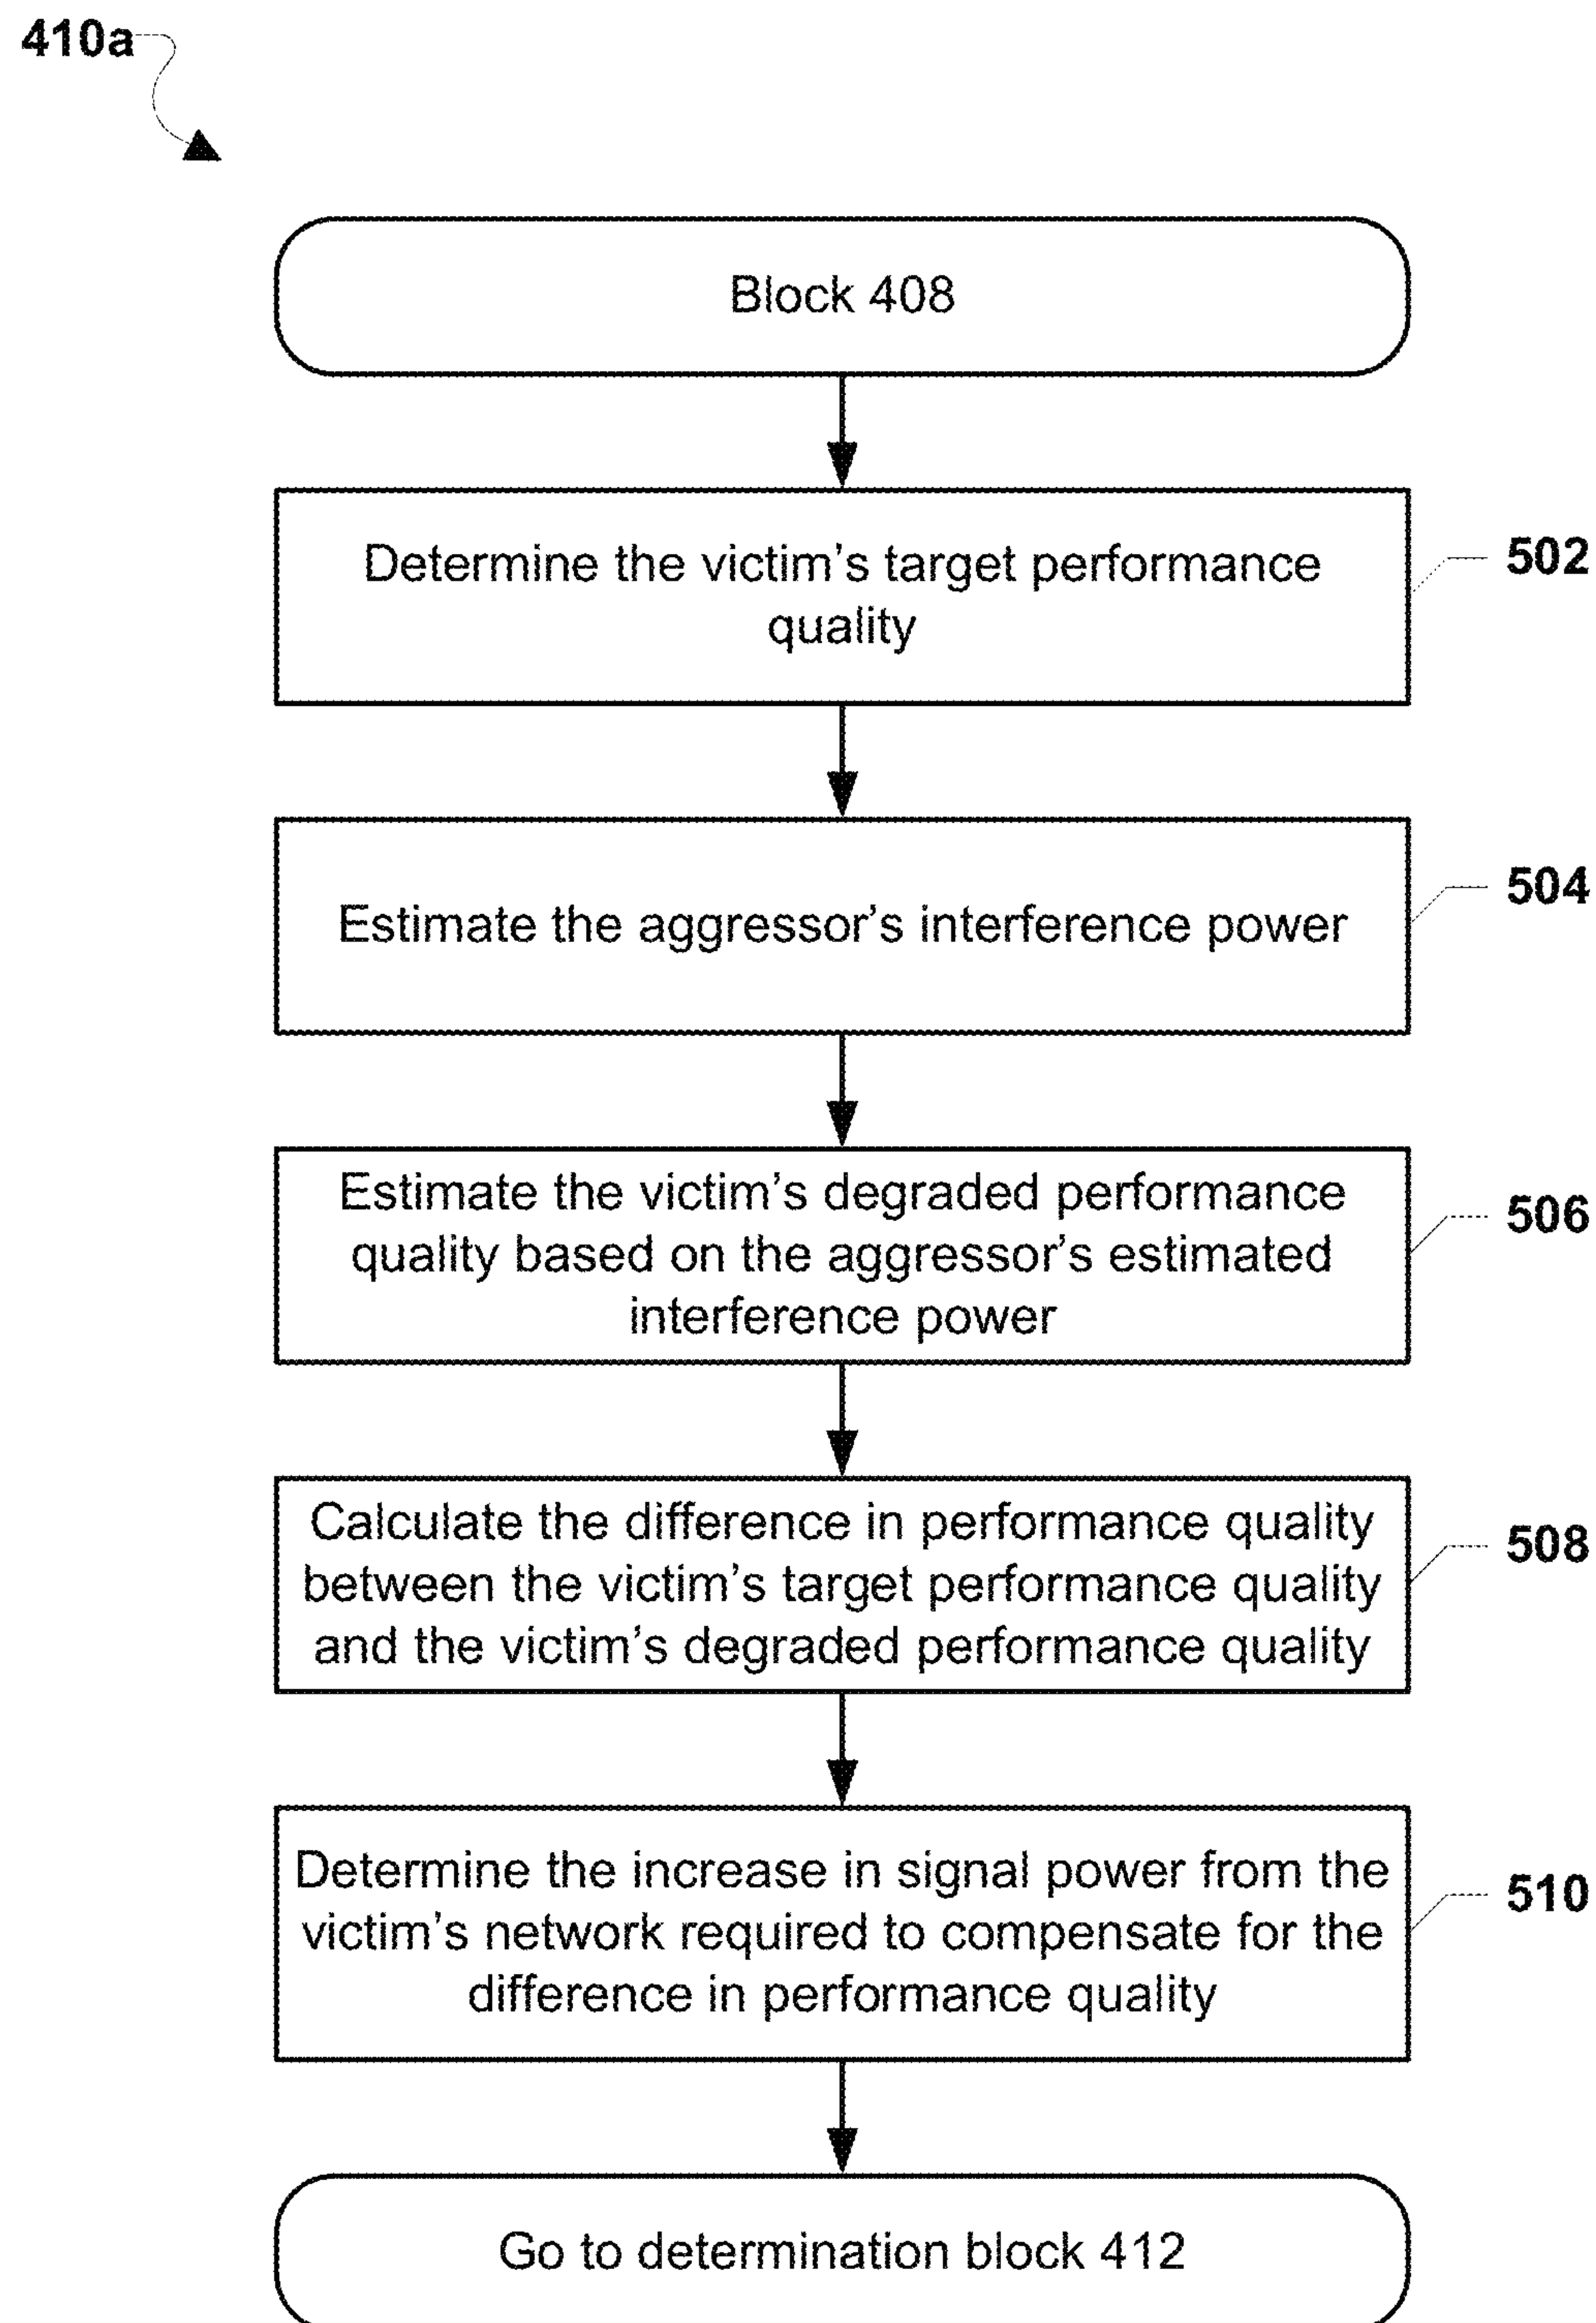 410a
Block 408
Determine the victim's target performance
quality
502
Estimate the aggressor's interference power
504
Estimate the victim's degraded performance
quality based on the aggressor's estimated
interference power
506
Calculate the difference in performance quality
between the victim's target performance quality
and the victim's degraded performance quality
508
Determine the increase in signal power from the
victim's network required to compensate for the
difference in performance quality
510
Go to determination block 412